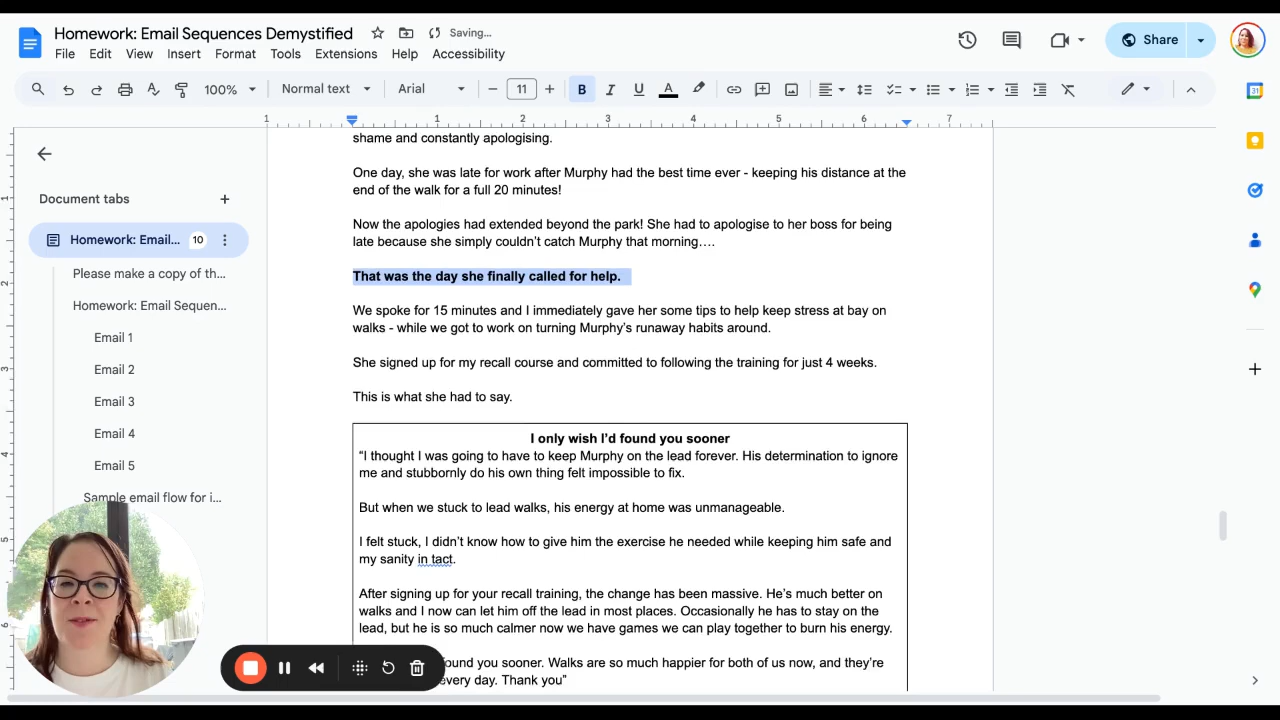 Homework: Email Sequences Demystified
Saving...
File Edit View Insert Format Tools Extensions Help Accessibility
Share
100% Normal text Arial 11 B I U A
1 1 2 3 4 5 6 7
Document tabs
Homework: Email... 10
Please make a copy of th...
Homework: Email Sequen...
Email 1
Email 2
Email 3
Email 4
Email 5
Sample email flow for i...
shame and constantly apologising.
One day, she was late for work after Murphy had the best time ever - keeping his distance at the
end of the walk for a full 20 minutes!
Now the apologies had extended beyond the park! She had to apologise to her boss for being
late because she simply couldn’t catch Murphy that morning….
That was the day she finally called for help.
We spoke for 15 minutes and I immediately gave her some tips to help keep stress at bay on
walks - while we got to work on turning Murphy’s runaway habits around.
She signed up for my recall course and committed to following the training for just 4 weeks.
This is what she had to say.
I only wish I’d found you sooner
“I thought I was going to have to keep Murphy on the lead forever. His determination to ignore
me and stubbornly do his own thing felt impossible to fix.
But when we stuck to lead walks, his energy at home was unmanageable.
I felt stuck, I didn’t know how to give him the exercise he needed while keeping him safe and
my sanity in tact.
After signing up for your recall training, the change has been massive. He’s much better on
walks and I now can let him off the lead in most places. Occasionally he has to stay on the
lead, but he is so much calmer now we have games we can play together to burn his energy.
found you sooner. Walks are so much happier for both of us now, and they’re
every day. Thank you”
1
2
3
4
5
6
31